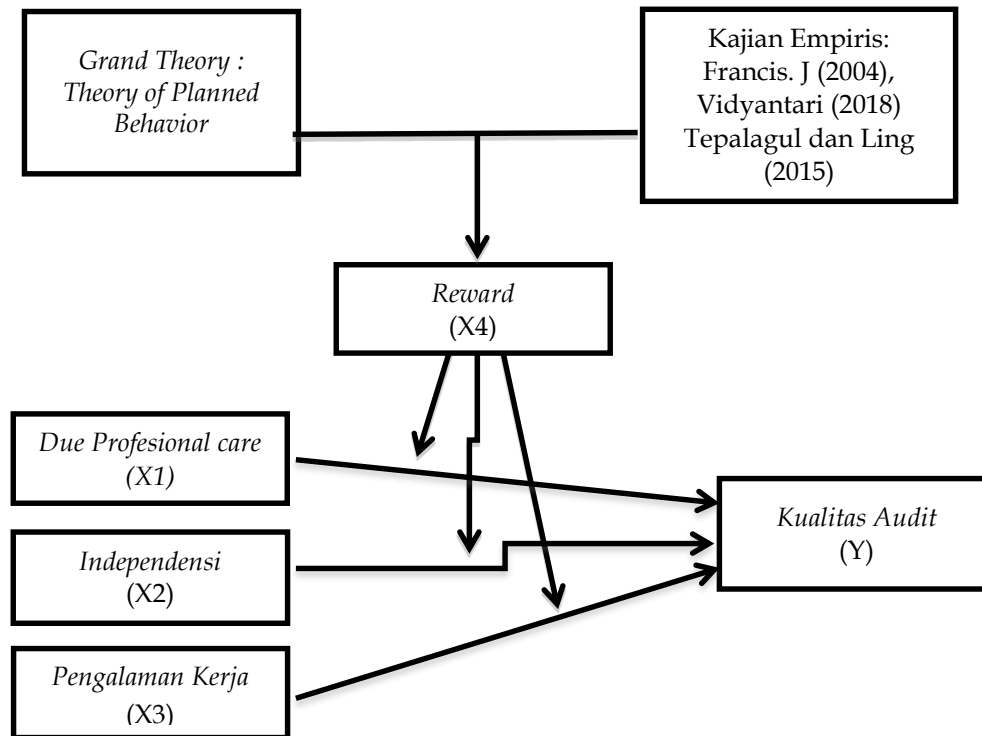 Grand Theory :
Theory of Planned
Behavior
Kajian Empiris:
Francis. J (2004),
Vidyantari (2018)
Tepalagul dan Ling
(2015)
Reward
(X4)
Due Profesional care
(X1)
Independensi
(X2)
Pengalaman Kerja
(X3)
Kualitas Audit
(Y)